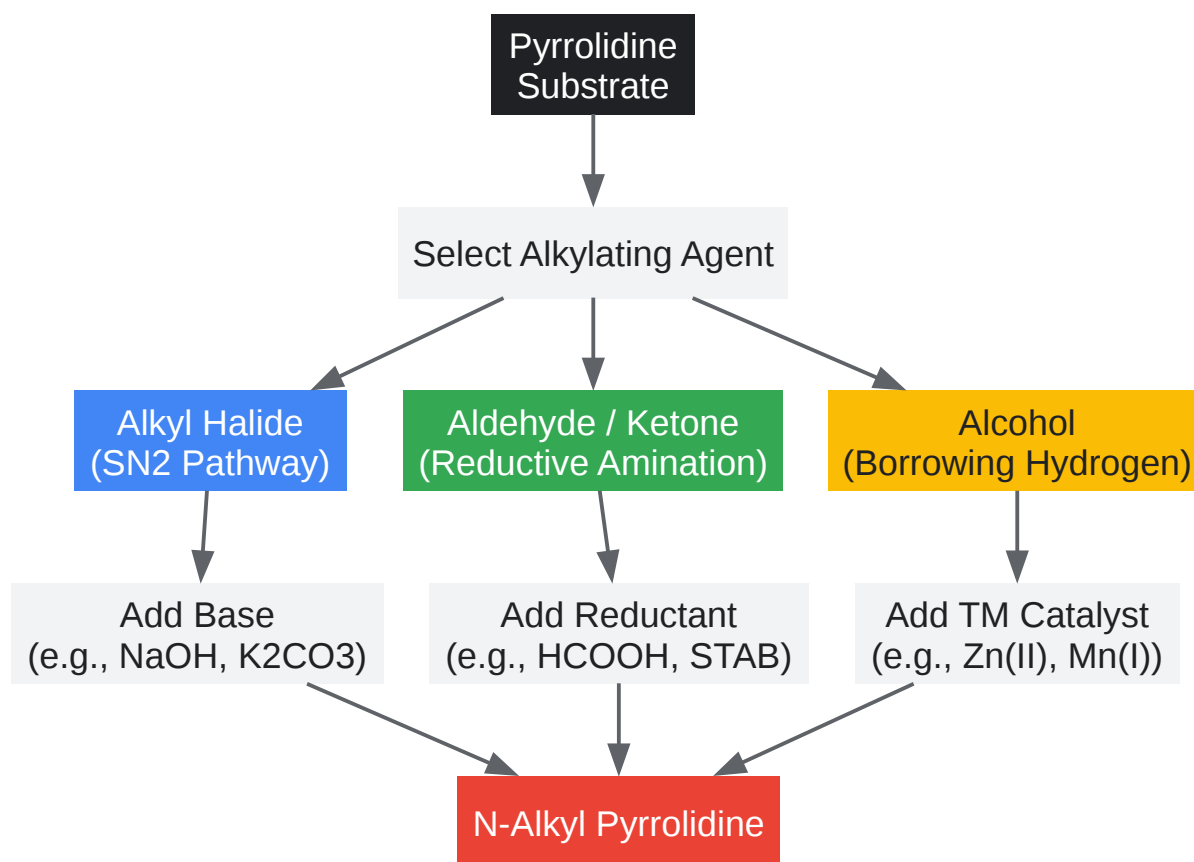 Pyrrolidine
Substrate
Select Alkylating Agent
Alkyl Halide
(SN2 Pathway)
Aldehyde / Ketone
(Reductive Amination)
Alcohol
(Borrowing Hydrogen)
Add Base
(e.g., NaOH, K2CO3)
Add Reductant
(e.g., HCOOH, STAB)
Add TM Catalyst
(e.g., Zn(II), Mn(I))
N-Alkyl Pyrrolidine